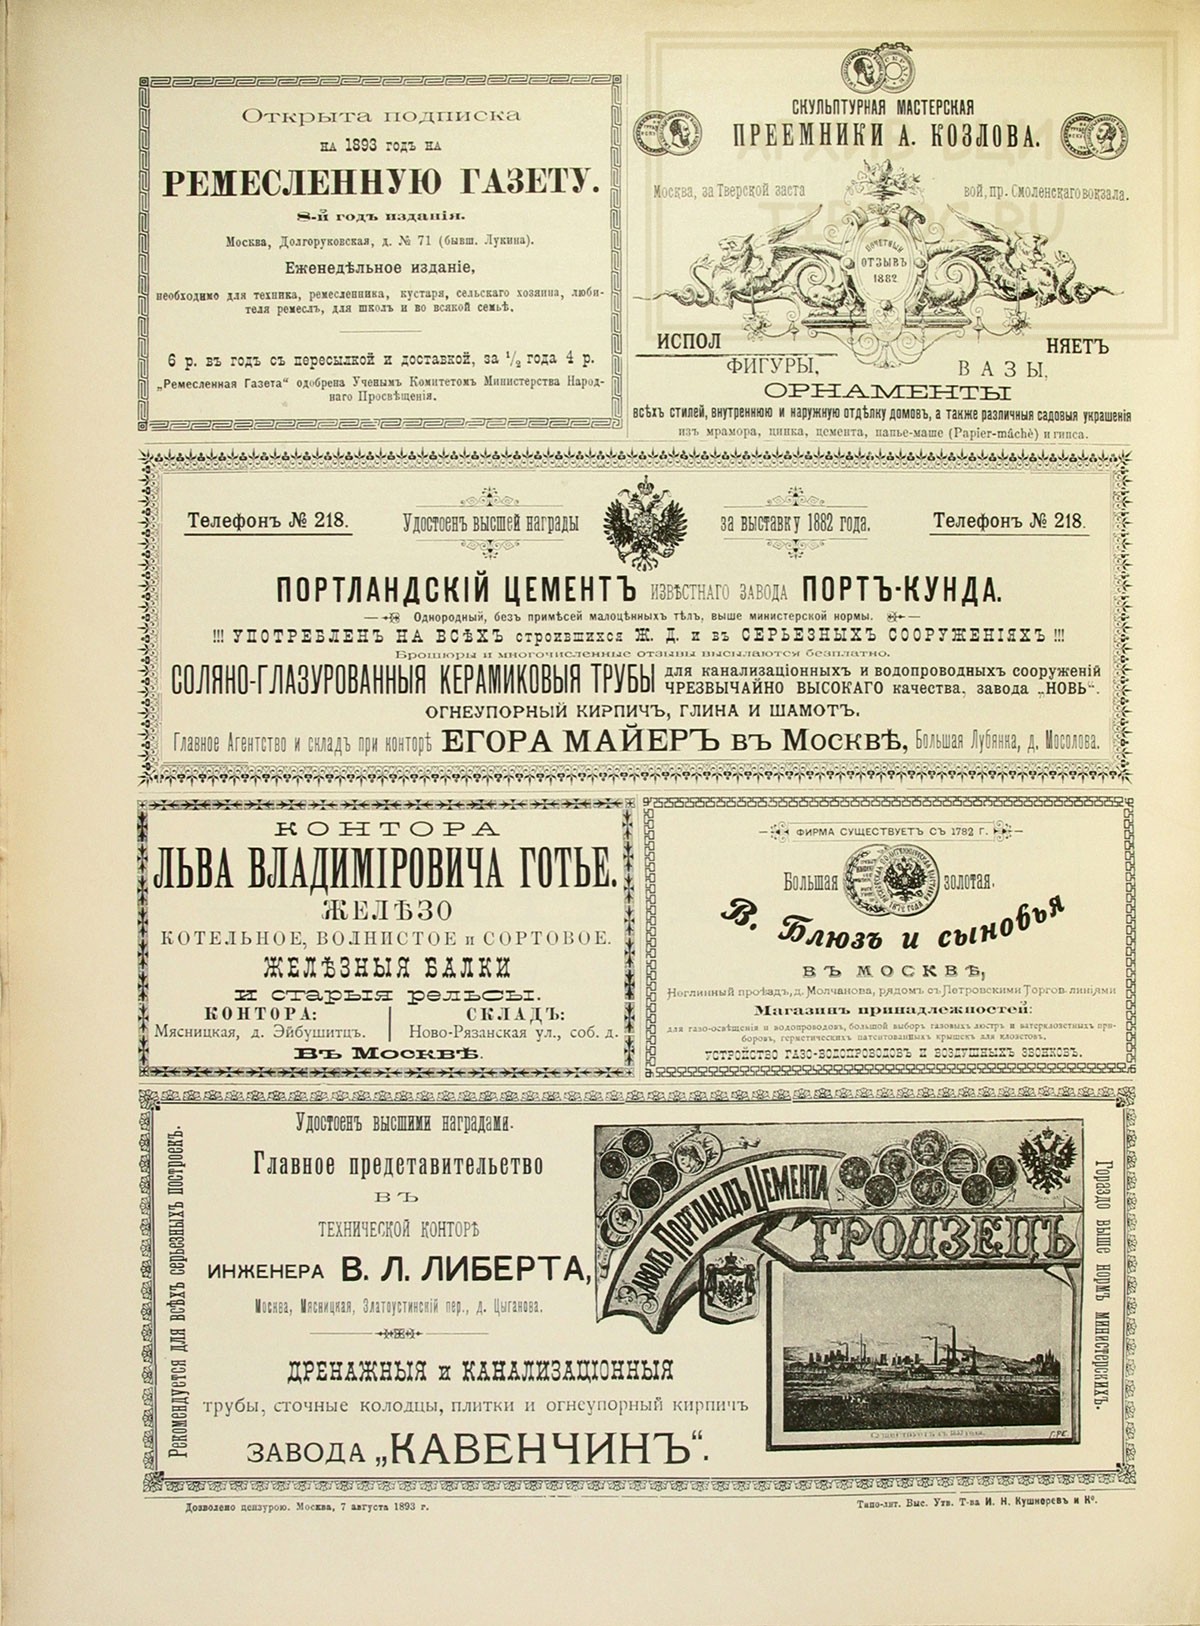 Открыта подписка
на 1893 годъ на
РЕМЕСЛЕННУЮ ГАЗЕТУ.
8-й годъ изданія.
Москва, Долгоруковская, д. № 71 (бывш. Лукина).
Еженедѣльное изданіе,
необходимо для техника, ремесленника, кустаря, сельскаго хозяина, люби-
теля ремеслъ, для школъ и во всякой семьѣ.
6 р. въ годъ съ пересылкой и доставкой, за ½ года 4 р.
„Ремесленная Газета“ одобрена Ученымъ Комитетомъ Министерства Народ-
наго Просвѣщенія.
СКУЛЬПТУРНАЯ МАСТЕРСКАЯ
ПРЕЕМНИКИ А. КОЗЛОВА.
Москва, за Тверской заста вой, пр. Смоленскаго вокзала.
ПОЧЕТНЫЙ
ОТЗЫВЪ
1882
ИСПОЛ НЯЕТЪ
ФИГУРЫ, ВАЗЫ,
ОРНАМЕНТЫ
всѣхъ стилей, внутреннюю и наружную отдѣлку домовъ, а также различныя садовыя украшенія
изъ мрамора, цинка, цемента, папье-маше (Papier-mâchè) и гипса.
Телефонъ № 218. Удостоенъ высшей награды за выставку 1882 года. Телефонъ № 218.
ПОРТЛАНДСКІЙ ЦЕМЕНТЪ ИЗВѢСТНАГО ЗАВОДА ПОРТЪ-КУНДА.
Однородный, безъ примѣсей малоцѣнныхъ тѣлъ, выше министерской нормы.
!!! УПОТРЕБЛЕНЪ НА ВСѢХЪ строившихся Ж. Д. и въ СЕРЬЕЗНЫХЪ СООРУЖЕНІЯХЪ !!!
Брошюры и многочисленные отзывы высылаются безплатно.
СОЛЯНО-ГЛАЗУРОВАННЫЯ КЕРАМИКОВЫЯ ТРУБЫ для канализаціонныхъ и водопроводныхъ сооруженій
ЧРЕЗВЫЧАЙНО ВЫСОКАГО качества, завода „НОВЬ“.
ОГНЕУПОРНЫЙ КИРПИЧЪ, ГЛИНА И ШАМОТЪ.
Главное Агентство и складъ при конторѣ ЕГОРА МАЙЕРЪ въ Москвѣ, Большая Лубянка, д. Мосолова.
КОНТОРА
ЛЬВА ВЛАДИМІРОВИЧА ГОТЬЕ.
ЖЕЛѢЗО
КОТЕЛЬНОЕ, ВОЛНИСТОЕ и СОРТОВОЕ.
ЖЕЛѢЗНЫЯ БАЛКИ
и старыя рельсы.
КОНТОРА: СКЛАДЪ:
Мясницкая, д. Эйбушитцъ. Ново-Рязанская ул., соб. д.
Въ Москвѣ.
ФИРМА СУЩЕСТВУЕТЪ СЪ 1782 Г.
Большая золотая.
В. Блюзъ и сыновья
ВЪ МОСКВѢ,
Неглинный проѣздъ, д. Молчанова, рядомъ съ Петровскими Торгов. линіями
Магазинъ принадлежностей:
для газо-освѣщенія и водопроводовъ, большой выборъ газовыхъ люстръ и ватерклозетныхъ при-
боровъ, герметическихъ патентованныхъ крышекъ для клозетовъ,
УСТРОЙСТВО ГАЗО-ВОДОПРОВОДОВЪ И ВОЗДУШНЫХЪ ЗВОНКОВЪ.
Рекомендуется для всѣхъ серьезныхъ построекъ.
Удостоенъ высшими наградами.
Главное представительство
ВЪ
ТЕХНИЧЕСКОЙ КОНТОРѢ
ИНЖЕНЕРА В. Л. ЛИБЕРТА,
Москва, Мясницкая, Златоустинскій пер., д. Цыганова.
ЗАВОДЪ ПОРТЛАНДЪ ЦЕМЕНТА
ГРОДЗЕЦЪ
Существуетъ съ 1857 года.
Гораздо выше нормъ министерскихъ.
ДРЕНАЖНЫЯ и КАНАЛИЗАЦІОННЫЯ
трубы, сточные колодцы, плитки и огнеупорный кирпичъ
ЗАВОДА „КАВЕНЧИНЪ“.
Дозволено цензурою. Москва, 7 августа 1893 г.
Типо-лит. Выс. Утв. Т-ва И. Н. Кушнеревъ и К°.